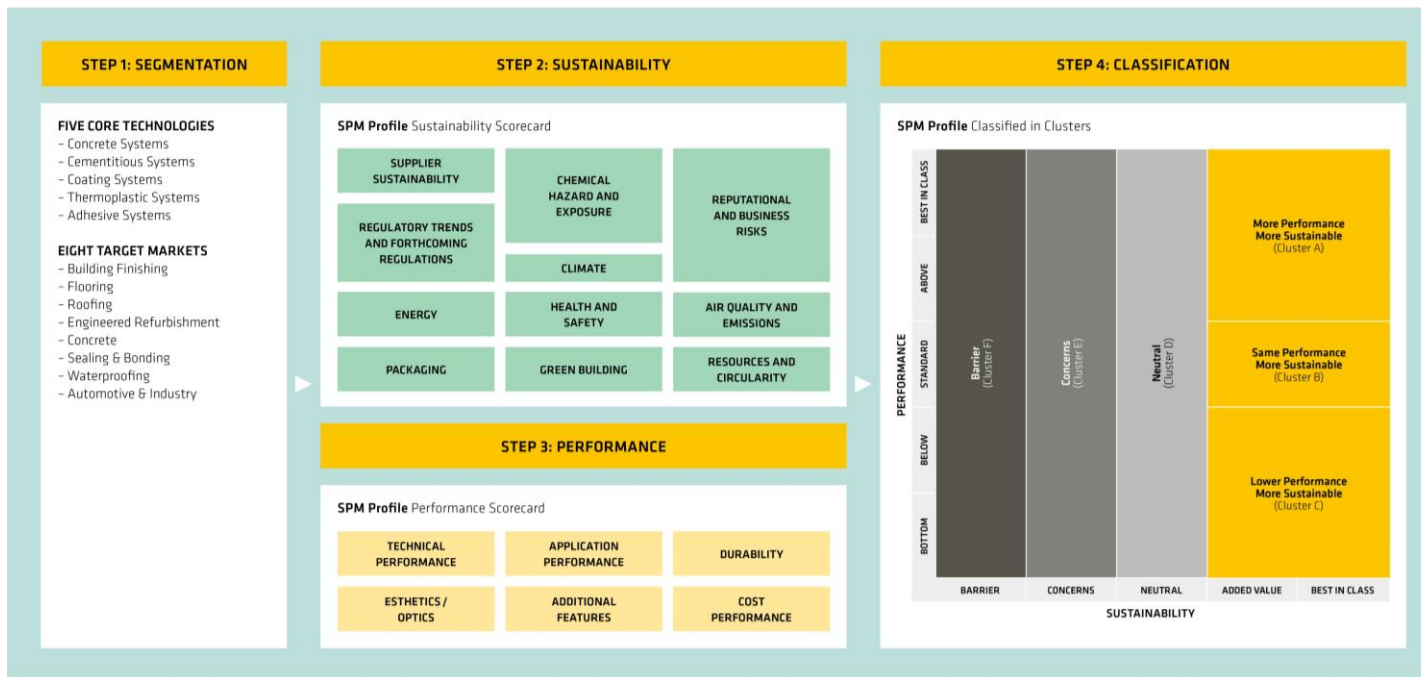 STEP 1: SEGMENTATION
FIVE CORE TECHNOLOGIES
– Concrete Systems
– Cementitious Systems
– Coating Systems
– Thermoplastic Systems
– Adhesive Systems
EIGHT TARGET MARKETS
– Building Finishing
– Flooring
– Roofing
– Engineered Refurbishment
– Concrete
– Sealing & Bonding
– Waterproofing
– Automotive & Industry
STEP 2: SUSTAINABILITY
SPM Profile Sustainability Scorecard
SUPPLIER
SUSTAINABILITY
CHEMICAL
HAZARD AND
EXPOSURE
REPUTATIONAL
AND BUSINESS
RISKS
REGULATORY TRENDS
AND FORTHCOMING
REGULATIONS
CLIMATE
ENERGY
HEALTH AND
SAFETY
AIR QUALITY AND
EMISSIONS
PACKAGING
GREEN BUILDING
RESOURCES AND
CIRCULARITY
STEP 3: PERFORMANCE
SPM Profile Performance Scorecard
TECHNICAL
PERFORMANCE
APPLICATION
PERFORMANCE
DURABILITY
ESTHETICS /
OPTICS
ADDITIONAL
FEATURES
COST
PERFORMANCE
STEP 4: CLASSIFICATION
SPM Profile Classified in Clusters
PERFORMANCE
BEST IN CLASS
ABOVE
STANDARD
BELOW
BOTTOM
Barrier
(Cluster F)
Concerns
(Cluster E)
Neutral
(Cluster D)
More Performance
More Sustainable
(Cluster A)
Same Performance
More Sustainable
(Cluster B)
Lower Performance
More Sustainable
(Cluster C)
BARRIER
CONCERNS
NEUTRAL
ADDED VALUE
BEST IN CLASS
SUSTAINABILITY